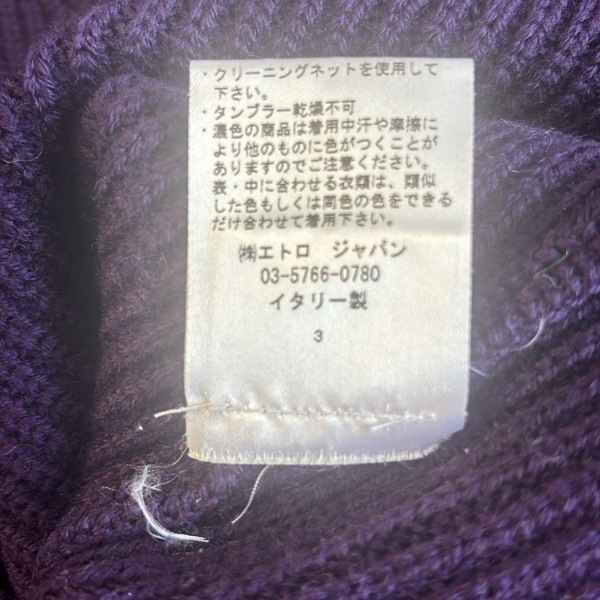 ・クリーニングネットを使用して
下さい。
・タンブラー乾燥不可
・濃色の商品は着用中汗や摩擦に
より他のものに色がつくことが
ありますのでご注意ください。
表・中に合わせる衣類は、類似
した色もしくは同色の色をできる
だけ合わせて着用下さい。
㈱エトロ ジャパン
03-5766-0780
イタリー製
3